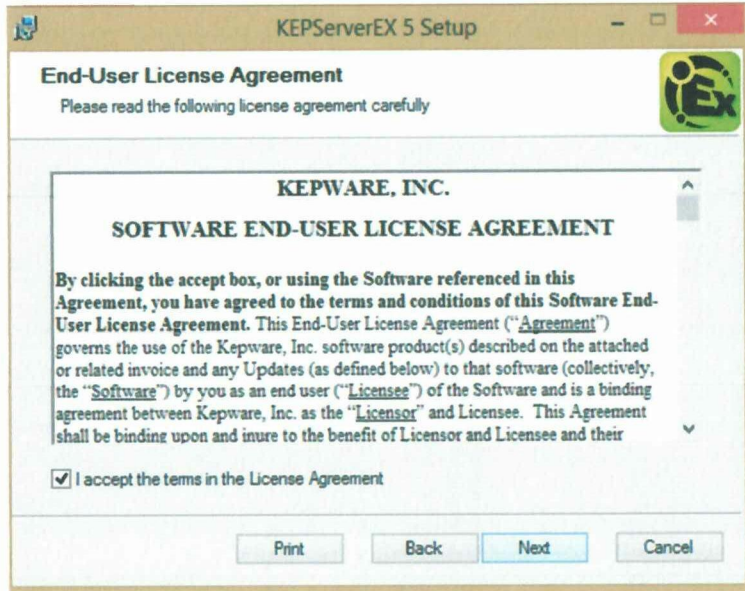 KEPServerEX 5 Setup
End-User License Agreement
Please read the following license agreement carefully
Ex
KEPWARE, INC.
SOFTWARE END-USER LICENSE AGREEMENT
By clicking the accept box, or using the Software referenced in this
Agreement, you have agreed to the terms and conditions of this Software End-
User License Agreement. This End-User License Agreement (“Agreement”)
governs the use of the Kepware, Inc. software product(s) described on the attached
or related invoice and any Updates (as defined below) to that software (collectively,
the “Software”) by you as an end user (“Licensee”) of the Software and is a binding
agreement between Kepware, Inc. as the “Licensor” and Licensee. This Agreement
shall be binding upon and inure to the benefit of Licensor and Licensee and their
I accept the terms in the License Agreement
Print Back Next Cancel